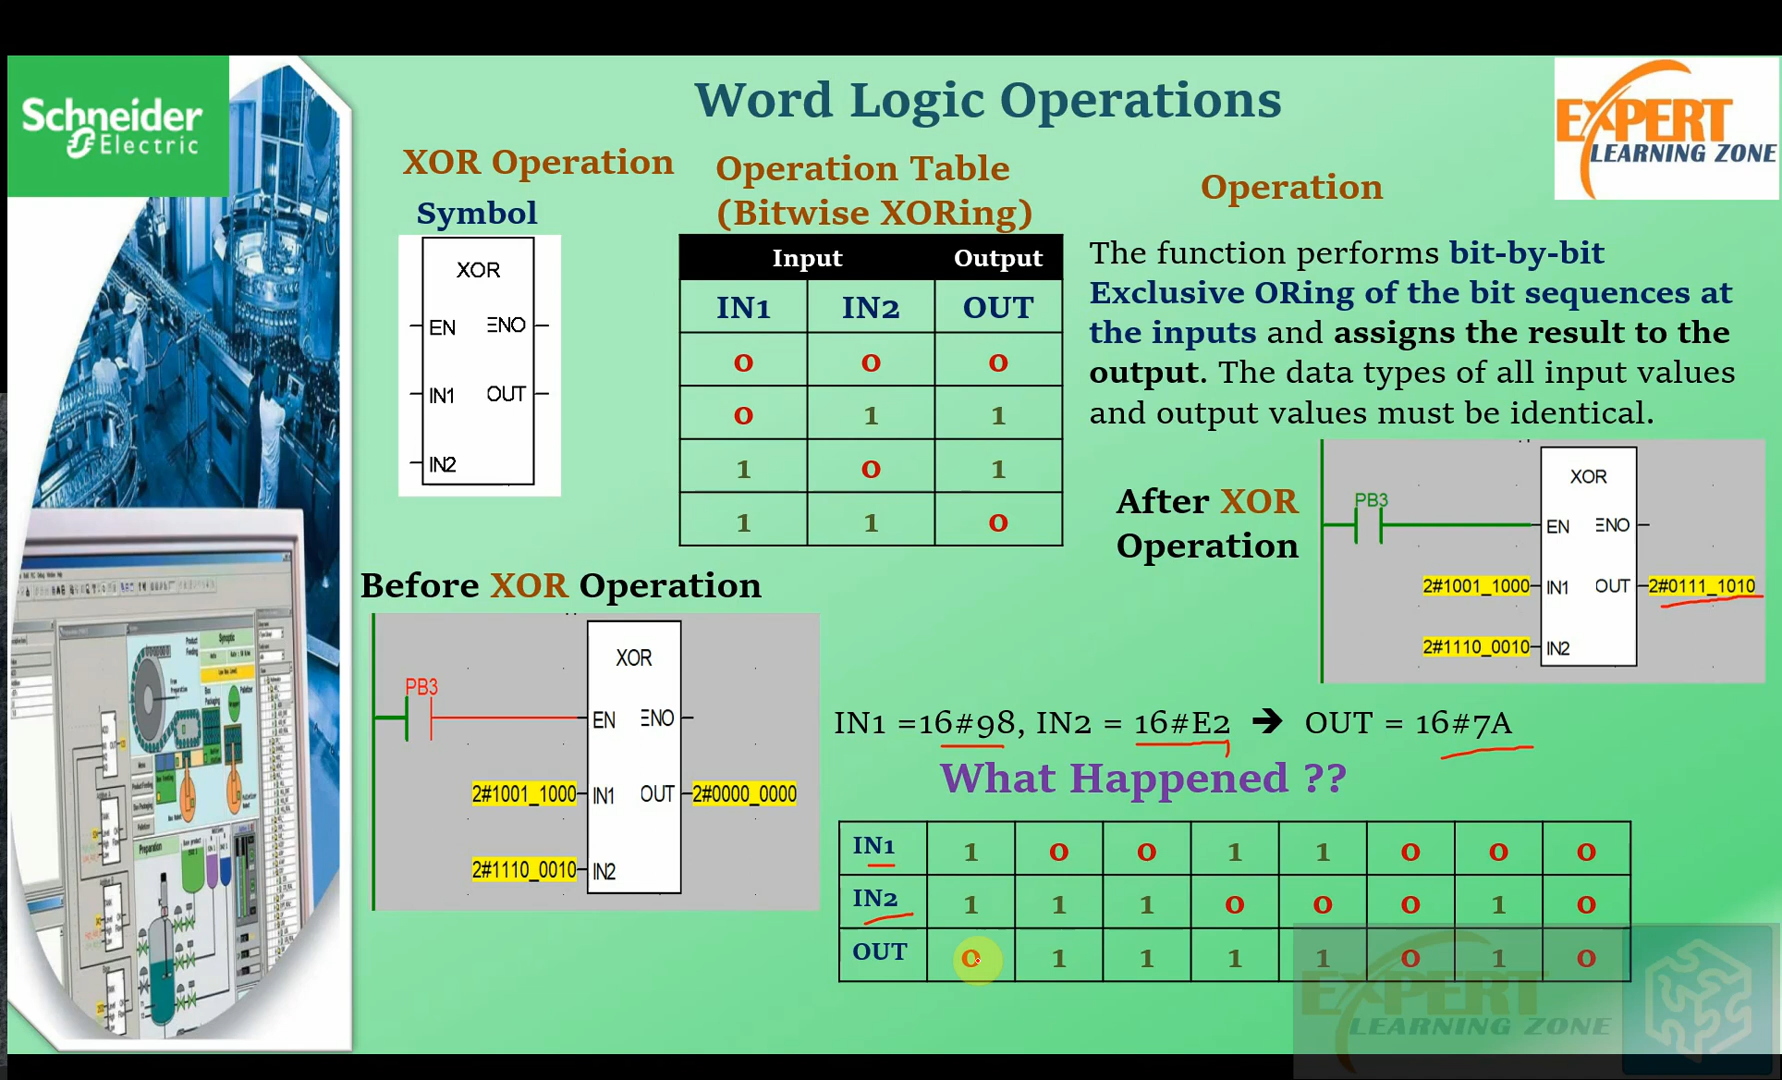 Schneider
Electric
Word Logic Operations
EXPERT
LEARNING ZONE
XOR Operation
Symbol
XOR
EN ENO
IN1 OUT
IN2
Operation Table
(Bitwise XORing)
Input Output
IN1 IN2 OUT
0 0 0
0 1 1
1 0 1
1 1 0
Operation
The function performs bit-by-bit
Exclusive ORing of the bit sequences at
the inputs and assigns the result to the
output. The data types of all input values
and output values must be identical.
After XOR
Operation
PB3
XOR
EN ENO
2#1001_1000 IN1 OUT 2#0111_1010
2#1110_0010 IN2
Before XOR Operation
PB3
XOR
EN ENO
2#1001_1000 IN1 OUT 2#0000_0000
2#1110_0010 IN2
IN1 =16#98, IN2 = 16#E2 → OUT = 16#7A
What Happened ??
IN1 1 0 0 1 1 0 0 0
IN2 1 1 1 0 0 0 1 0
OUT 0 1 1 1 1 0 1 0
EXPERT
LEARNING ZONE
Preparation